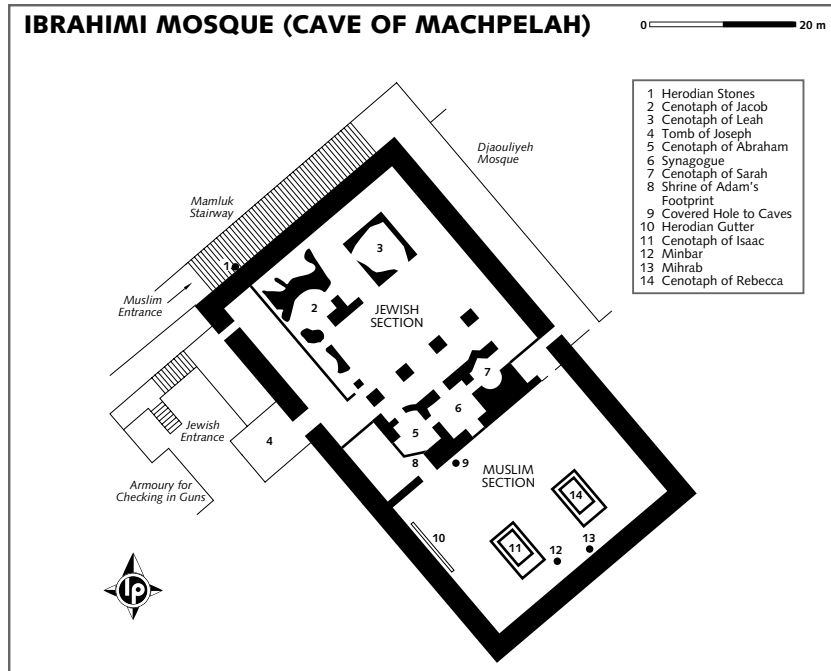 IBRAHIMI MOSQUE (CAVE OF MACHPELAH)
0 20 m
1 Herodian Stones
2 Cenotaph of Jacob
3 Cenotaph of Leah
4 Tomb of Joseph
5 Cenotaph of Abraham
6 Synagogue
7 Cenotaph of Sarah
8 Shrine of Adam's
Footprint
9 Covered Hole to Caves
10 Herodian Gutter
11 Cenotaph of Isaac
12 Minbar
13 Mihrab
14 Cenotaph of Rebecca
Djaouliyeh
Mosque
Mamluk
Stairway
3
1
Muslim
Entrance
2
JEWISH
SECTION
7
6
5
Jewish
Entrance
4
8
9
MUSLIM
SECTION
Armoury for
Checking in Guns
14
10
11
12
13
lp